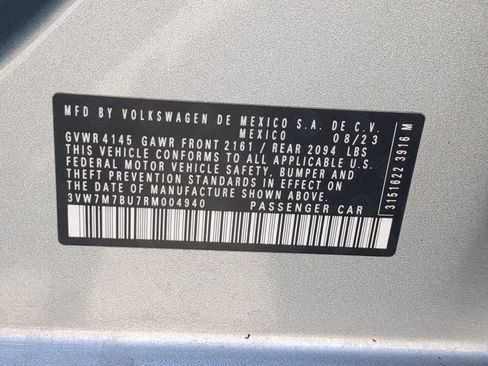 MFD BY VOLKSWAGEN DE MEXICO S.A. DE C.V.
MEXICO 08/23
GVWR 4145 GAWR FRONT 2161 / REAR 2094 LBS
THIS VEHICLE CONFORMS TO ALL APPLICABLE U.S.
FEDERAL MOTOR VEHICLE SAFETY, BUMPER AND
THEFT PREVENTION STANDARDS IN EFFECT ON
THE DATE OF MANUFACTURE SHOWN ABOVE.
3VW7M7BU7RM004940 PASSENGER CAR
3151622 3916 M